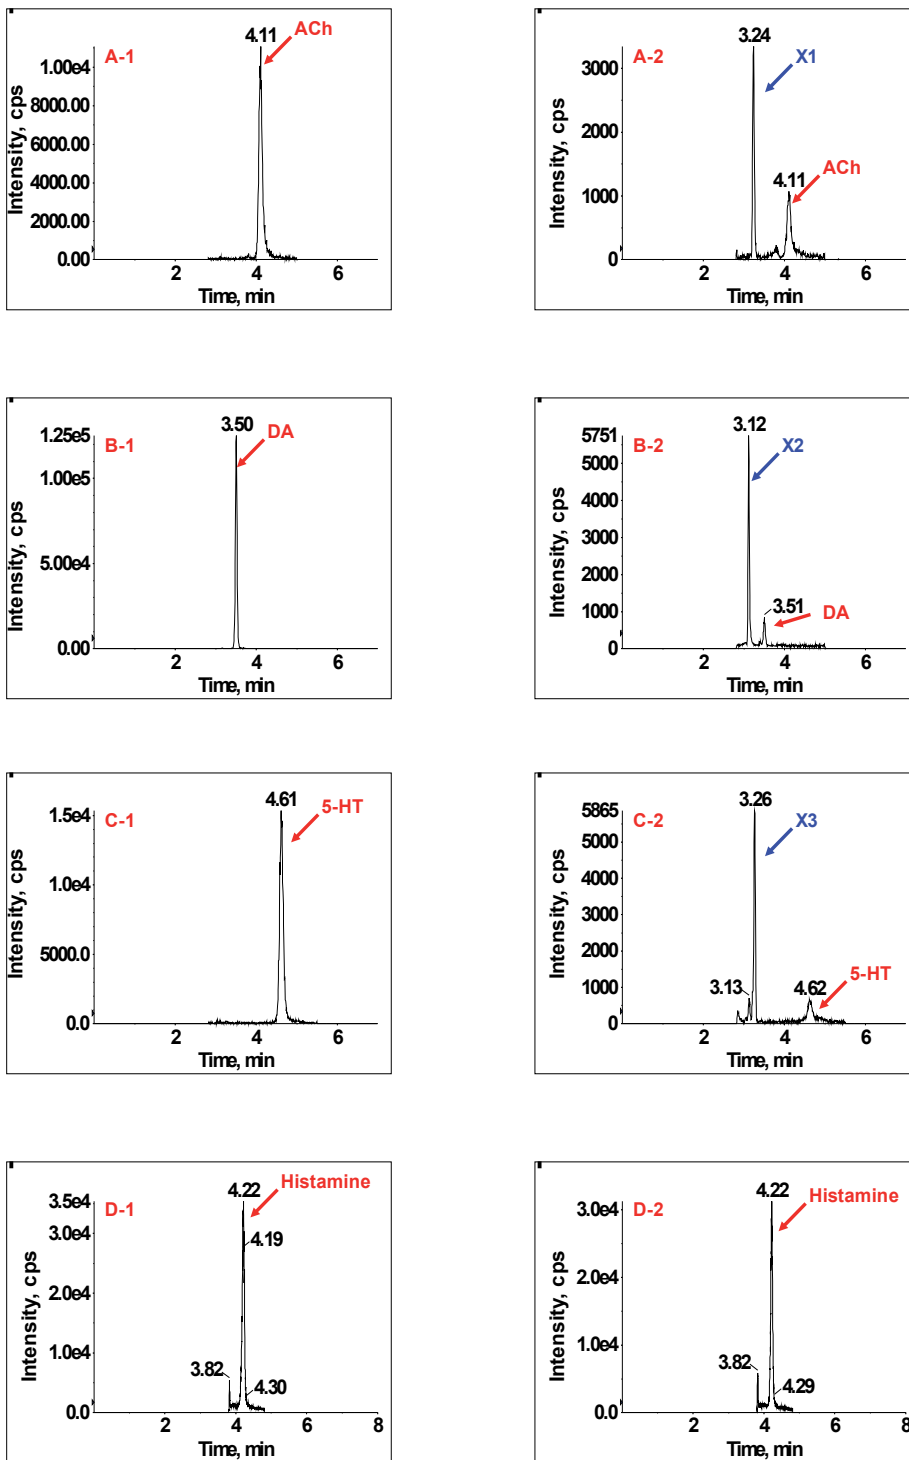 4.11
ACh
A-1
1.00e4
8000.00
6000.00
4000.00
2000.00
0.00
Intensity, cps
2 4 6
Time, min
3.24
X1
A-2
3000
2000
1000
0
ACh
4.11
Intensity, cps
2 4 6
Time, min
3.50
DA
B-1
1.25e5
1.00e5
5.00e4
0.00
Intensity, cps
2 4 6
Time, min
3.12
X2
B-2
5751
5000
4000
3000
2000
1000
0
3.51
DA
Intensity, cps
2 4 6
Time, min
4.61
5-HT
C-1
1.5e4
1.0e4
5000.0
0.0
Intensity, cps
2 4 6
Time, min
3.26
X3
C-2
5865
5000
4000
3000
2000
1000
0
3.13
4.62
5-HT
Intensity, cps
2 4 6
Time, min
4.22
Histamine
D-1
3.5e4
3.0e4
2.0e4
1.0e4
0.0
4.19
3.82
4.30
Intensity, cps
2 4 6 8
Time, min
4.22
Histamine
D-2
3.0e4
2.0e4
1.0e4
0.0
3.82
4.29
Intensity, cps
2 4 6 8
Time, min